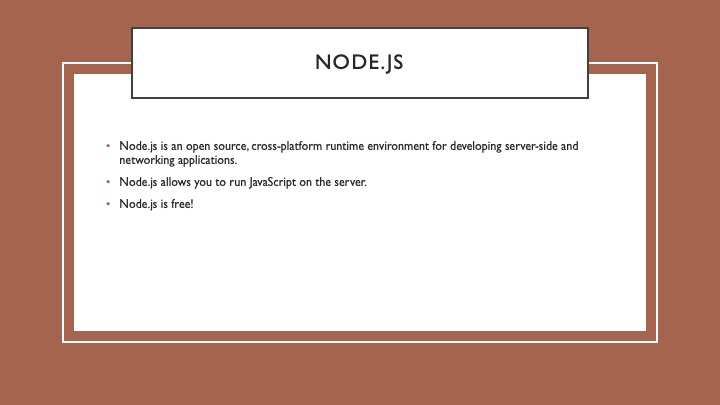 NODE.JS
• Node.js is an open source, cross-platform runtime environment for developing server-side and
networking applications.
• Node.js allows you to run JavaScript on the server.
• Node.js is free!